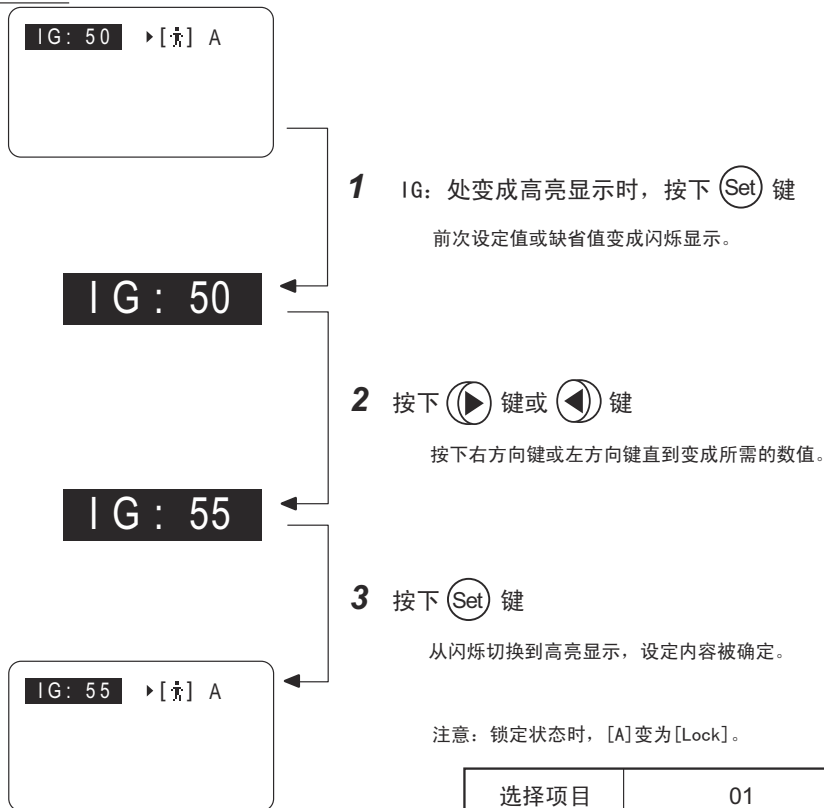 IG: 50 ▸[🚶] A
1 IG: 处变成高亮显示时，按下 Set 键
前次设定值或缺省值变成闪烁显示。
IG: 50
2 按下 ▶ 键或 ◀ 键
按下右方向键或左方向键直到变成所需的数值。
IG: 55
3 按下 Set 键
从闪烁切换到高亮显示，设定内容被确定。
IG: 55 ▸[🚶] A
注意：锁定状态时，[A]变为[Lock]。
选择项目 01